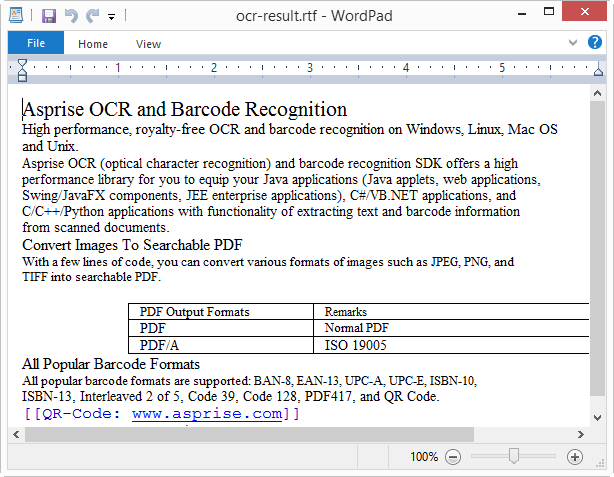 ocr-result.rtf - WordPad
File Home View
1 2 3 4 5
Asprise OCR and Barcode Recognition
High performance, royalty-free OCR and barcode recognition on Windows, Linux, Mac OS
and Unix.
Asprise OCR (optical character recognition) and barcode recognition SDK offers a high
performance library for you to equip your Java applications (Java applets, web applications,
Swing/JavaFX components, JEE enterprise applications), C#/VB.NET applications, and
C/C++/Python applications with functionality of extracting text and barcode information
from scanned documents.
Convert Images To Searchable PDF
With a few lines of code, you can convert various formats of images such as JPEG, PNG, and
TIFF into searchable PDF.
PDF Output Formats Remarks
PDF Normal PDF
PDF/A ISO 19005
All Popular Barcode Formats
All popular barcode formats are supported: BAN-8, EAN-13, UPC-A, UPC-E, ISBN-10,
ISBN-13, Interleaved 2 of 5, Code 39, Code 128, PDF417, and QR Code.
[[QR-Code: www.asprise.com]]
100%